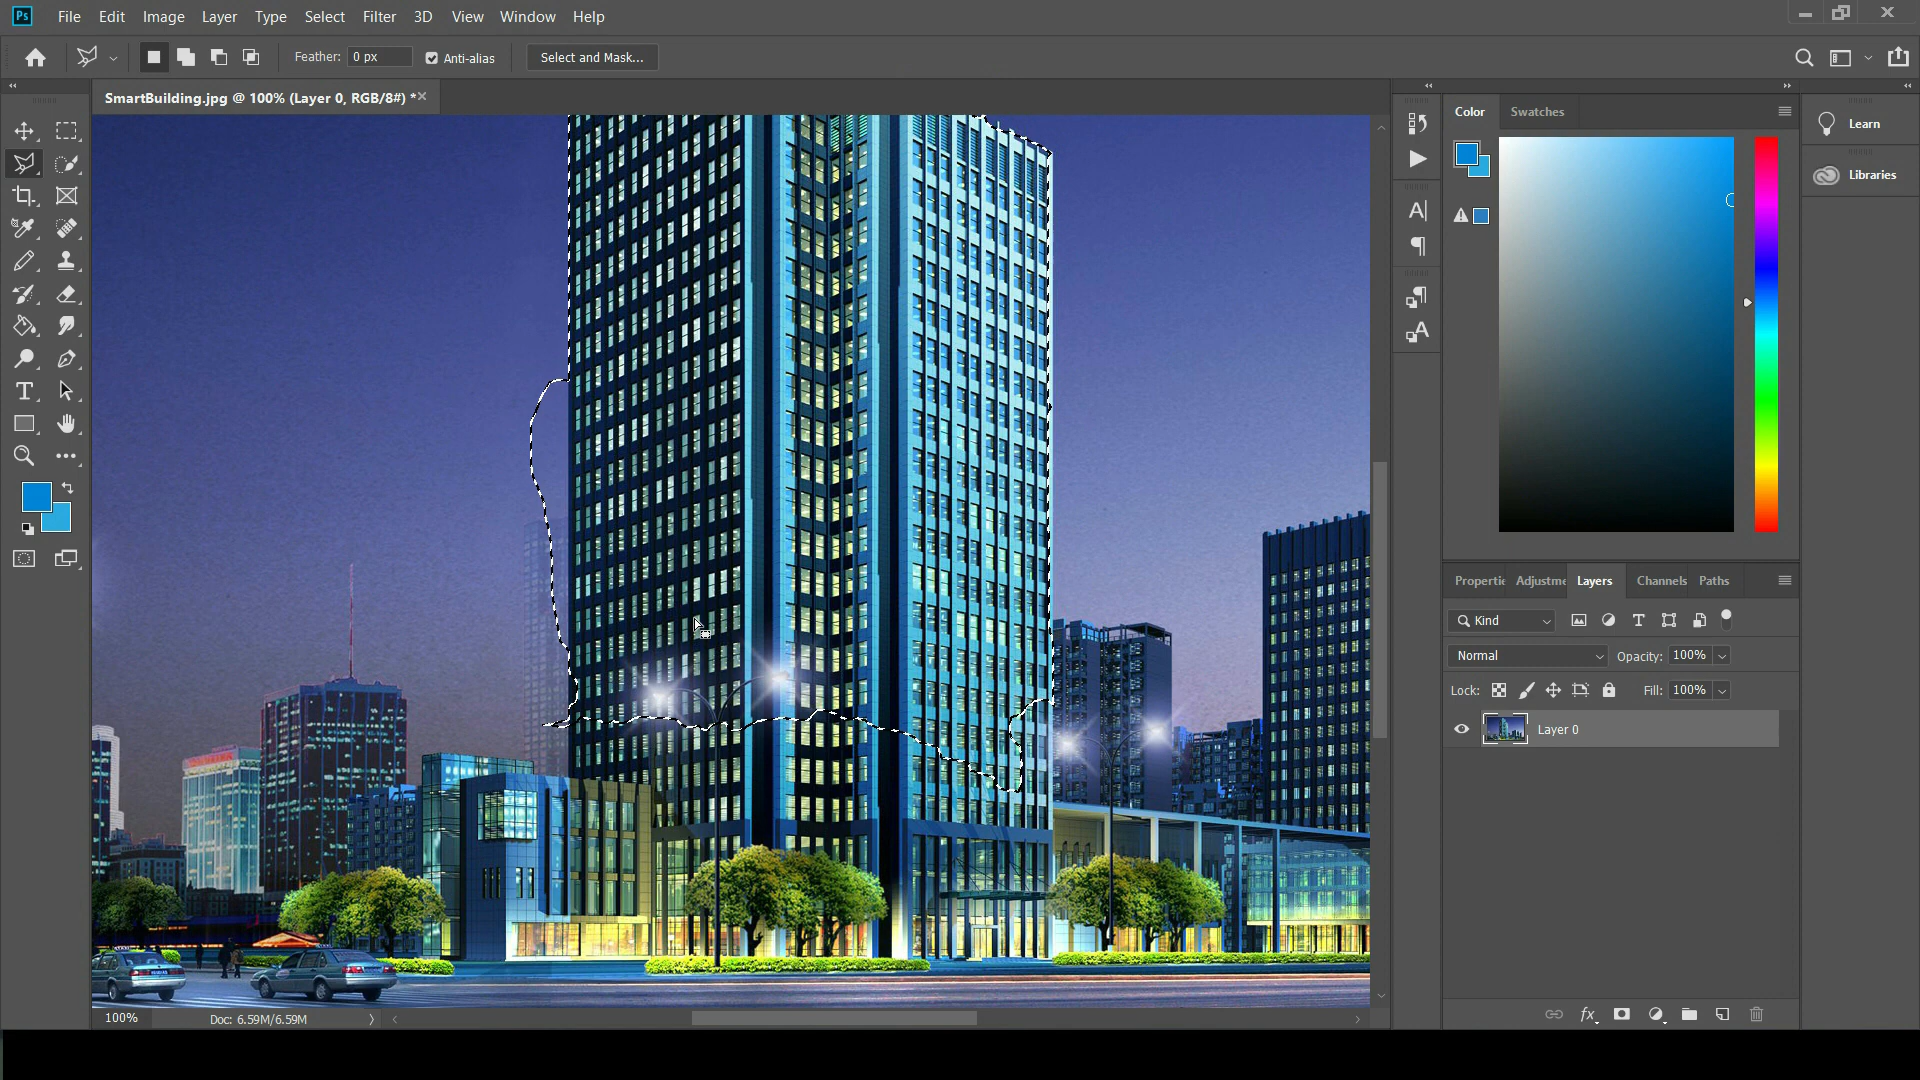 Ps File Edit Image Layer Type Select Filter 3D View Window Help
Feather: 0 px Anti-alias Select and Mask...
SmartBuilding.jpg @ 100% (Layer 0, RGB/8#) *
Color Swatches
Learn
Libraries
Properti Adjustme Layers Channels Paths
Kind
Normal Opacity: 100%
Lock: Fill: 100%
Layer 0
100% Doc: 6.59M/6.59M